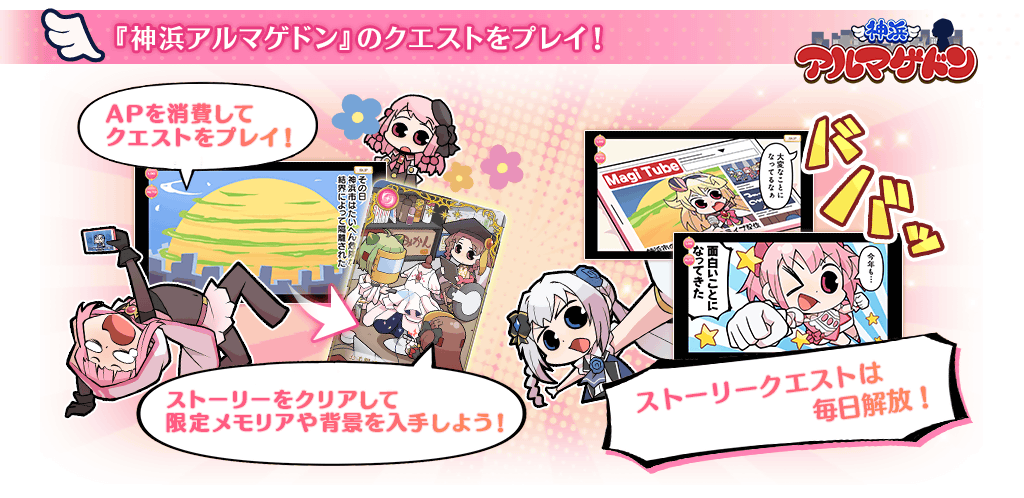 『神浜アルマゲドン』のクエストをプレイ！
神浜
アルマゲドン
APを消費して
クエストをプレイ！
その日
神浜市はたいへんな
結界によって隔離された
ストーリーをクリアして
限定メモリアや背景を入手しよう！
Magi Tube
大変なことに
なってるなぁ
バババッ
面白いことに
なってきた
今年も…
ストーリークエストは
毎日解放！